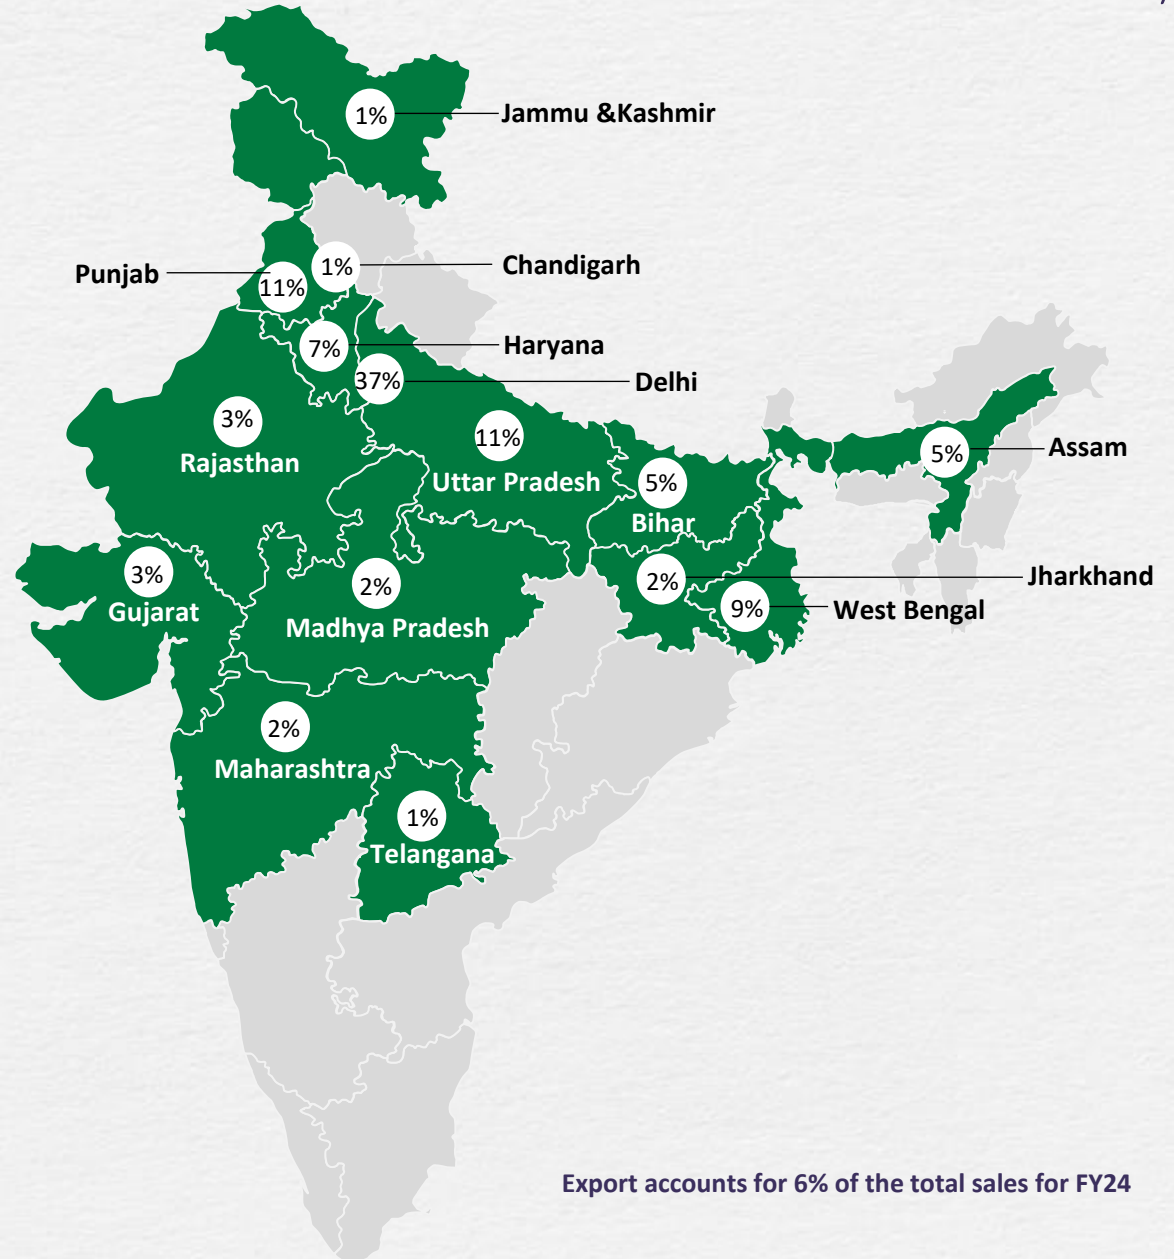 1%
Jammu &Kashmir
1%
Chandigarh
Punjab
11%
7%
Haryana
37%
Delhi
3%
Rajasthan
11%
Uttar Pradesh
5%
Assam
5%
Bihar
3%
Gujarat
2%
Madhya Pradesh
2%
Jharkhand
9%
West Bengal
2%
Maharashtra
1%
Telangana
Export accounts for 6% of the total sales for FY24